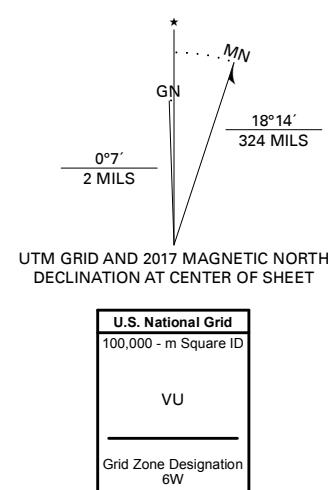 ★
MN
GN
18°14´
324 MILS
0°7´
2 MILS
UTM GRID AND 2017 MAGNETIC NORTH
DECLINATION AT CENTER OF SHEET
U.S. National Grid
100,000 - m Square ID
VU
Grid Zone Designation
6W